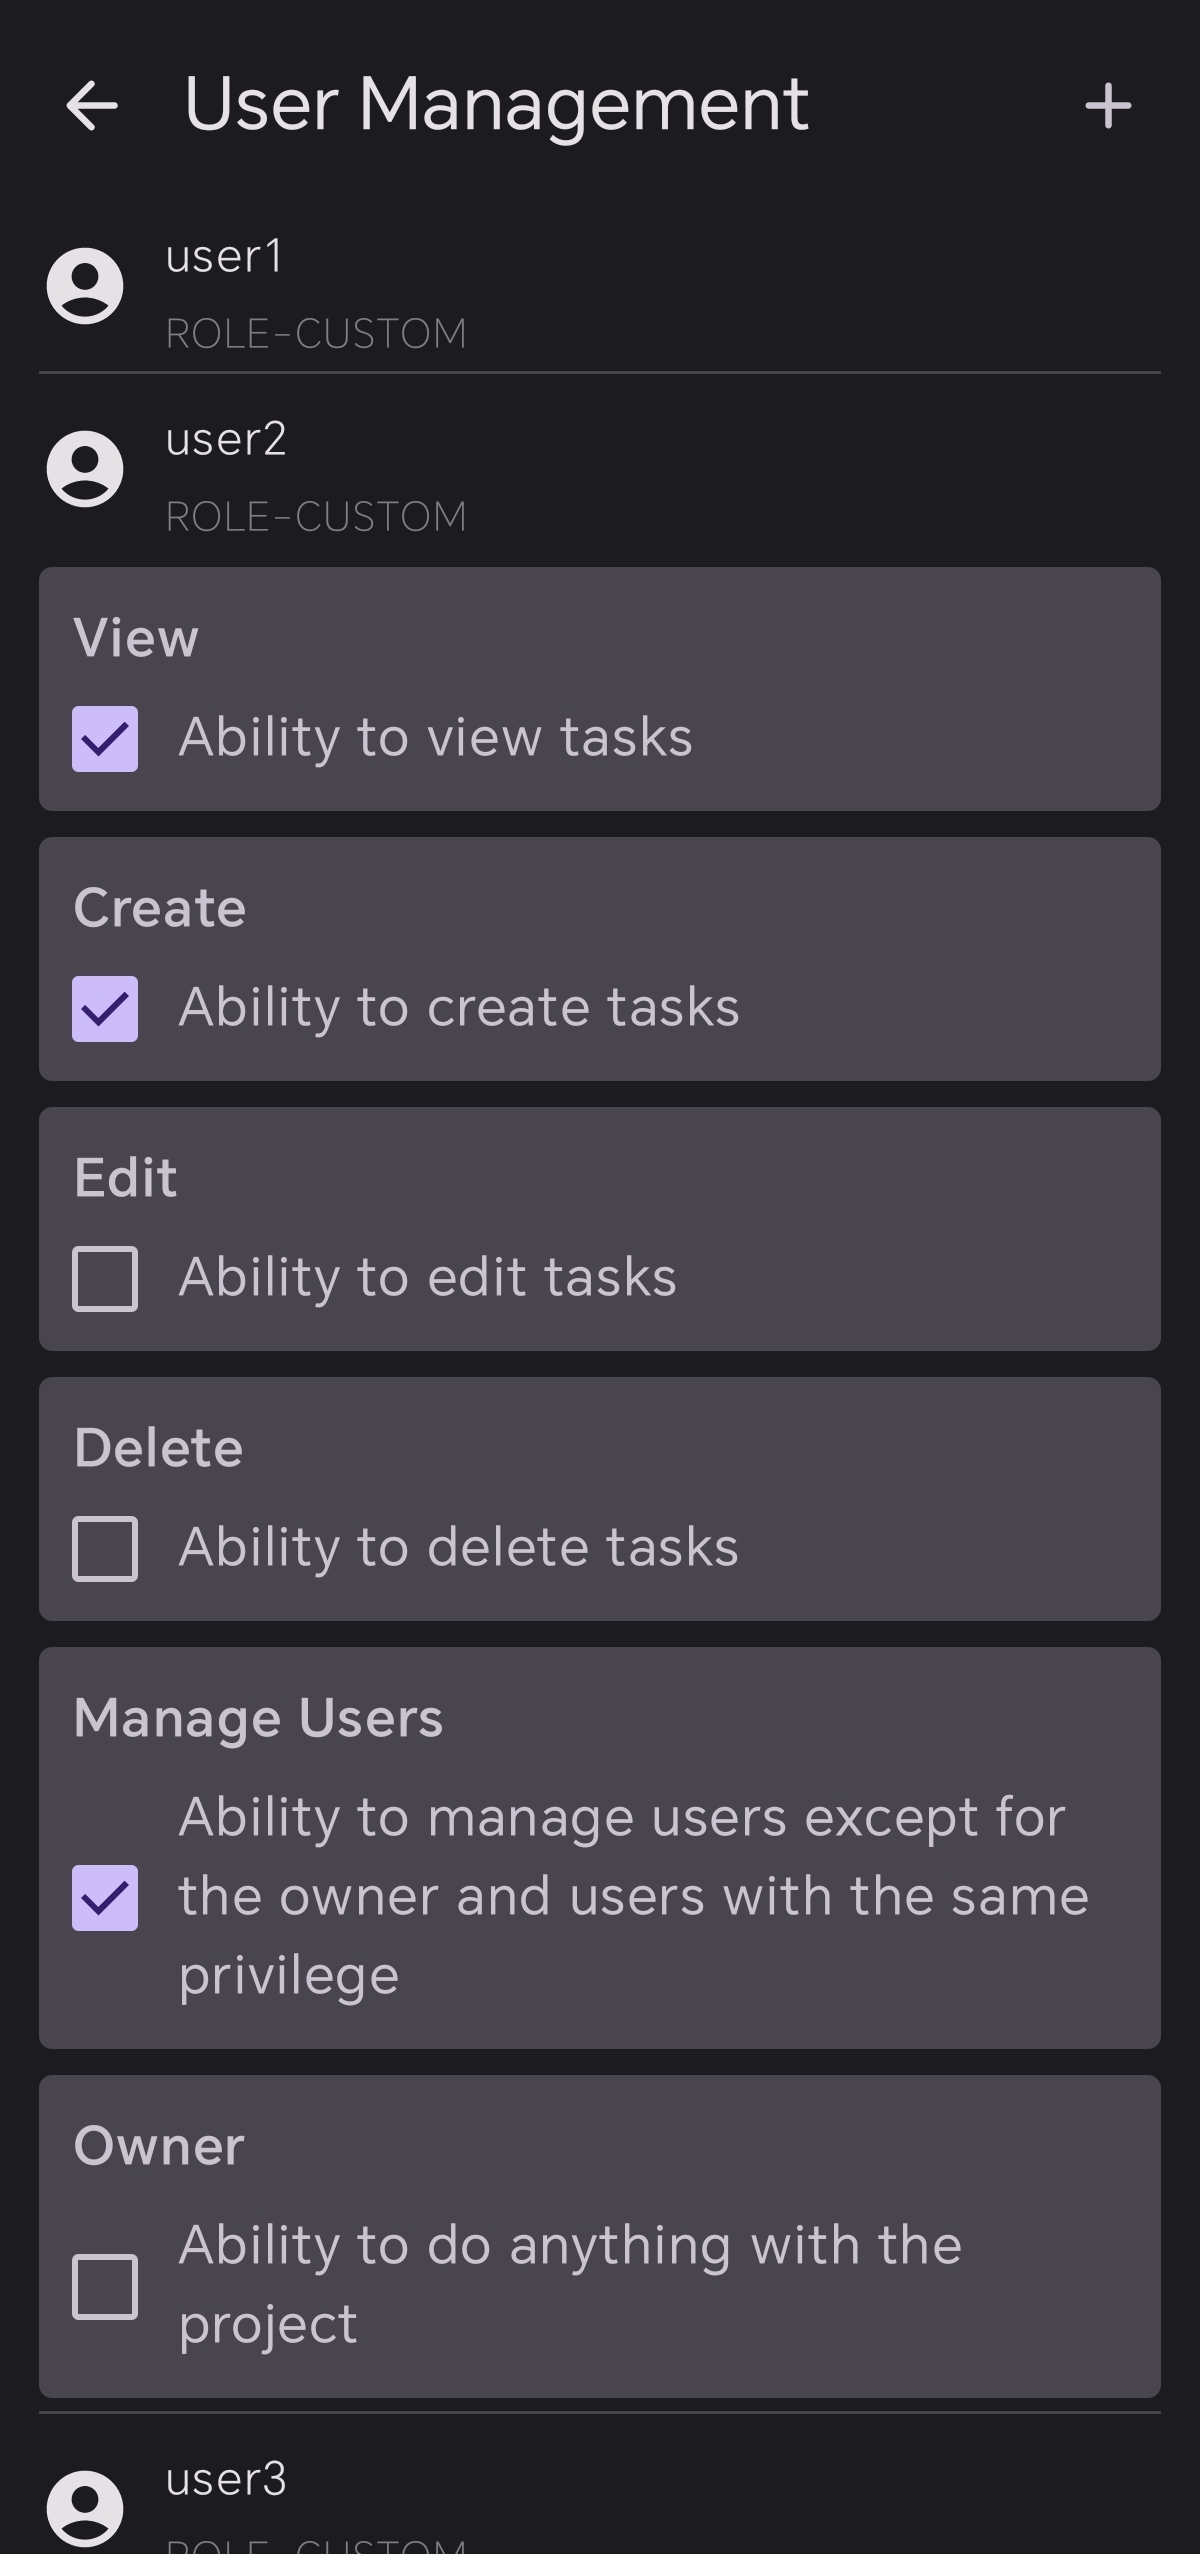 User Management
user1
ROLE-CUSTOM
user2
ROLE-CUSTOM
View
Ability to view tasks
Create
Ability to create tasks
Edit
Ability to edit tasks
Delete
Ability to delete tasks
Manage Users
Ability to manage users except for
the owner and users with the same
privilege
Owner
Ability to do anything with the
project
user3
ROLE-CUSTOM